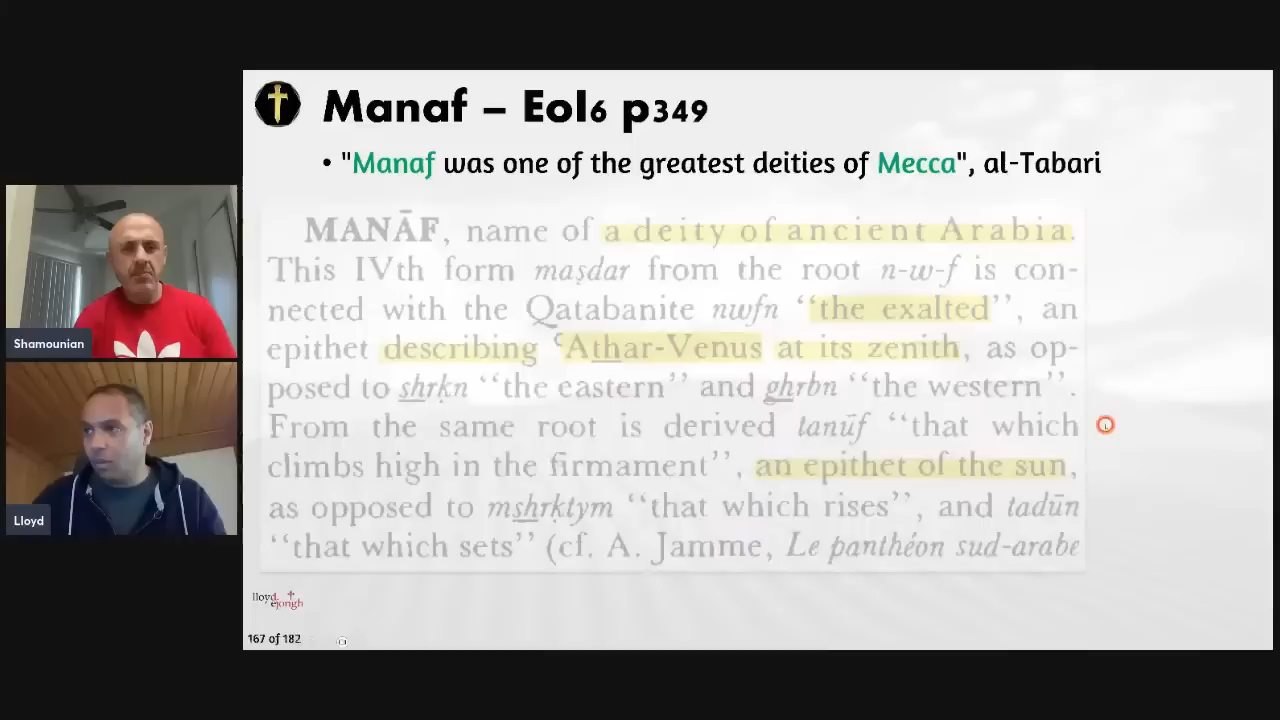 Manaf – EoI6 p349
• "Manaf was one of the greatest deities of Mecca", al-Tabari
MANĀF, name of a deity of ancient Arabia.
This IVth form maṣdar from the root n-w-f is con-
nected with the Qatabanite nwfn “the exalted”, an
epithet describing ʿAthar-Venus at its zenith, as op-
posed to shrḳn “the eastern” and ghrbn “the western”.
From the same root is derived tanūf “that which
climbs high in the firmament”, an epithet of the sun,
as opposed to mshrḳtym “that which rises”, and tadūn
“that which sets” (cf. A. Jamme, Le panthéon sud-arabe
Shamounian
Lloyd
lloyd
ejongh
167 of 182